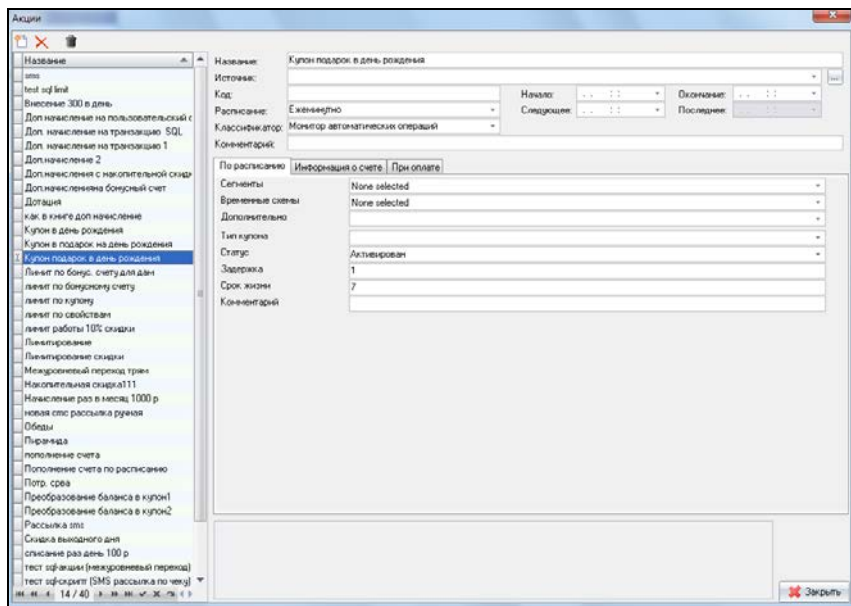 Акции
Название
sms
test sql limit
Внесение 300 в день
Доп начисление на пользовательский с
Доп. начисление на транзакцию SQL
Доп. начисление на транзакцию 1
Доп.начисление 2
Доп.начисления с накопительной скидк
Доп.начисленияна бонусный счет
Дотация
как в книге доп начисление
Купон в день рождения
Купон в подарок на день рождения
Купон подарок в день рождения
Лимит по бонус. счету для дам
лимит по бонусному счету
лимит по купону
лимит по свойствам
лимит работы 10% скидки
Лимитирование
Лимитирование скидки
Межуровневый переход трям
Накопительная скидка111
Начисление раз в месяц 1000 р
новая смс рассылка ручная
Обеды
Пирамида
пополнение счета
Пополнение счета по расписанию
Потр. срва
Преобразование баланса в купон1
Преобразование баланса в купон2
Рассылка sms
Скидка выходного дня
списание раз день 100 р
тест sql-акции (межуровневый переход)
тест sql-скрипт (SMS рассылка по чеку)
14 / 40
Название: Купон подарок в день рождения
Источник:
Код: Начало: . . : : Окончание: . . : :
Расписание: Ежеминутно Следующее: . . : : Последнее: . . : :
Классификатор: Монитор автоматических операций
Комментарий:
По расписанию Информация о счете При оплате
Сегменты None selected
Временные схемы None selected
Дополнительно
Тип купона
Статус Активирован
Задержка 1
Срок жизни 7
Комментарий
Закрыть